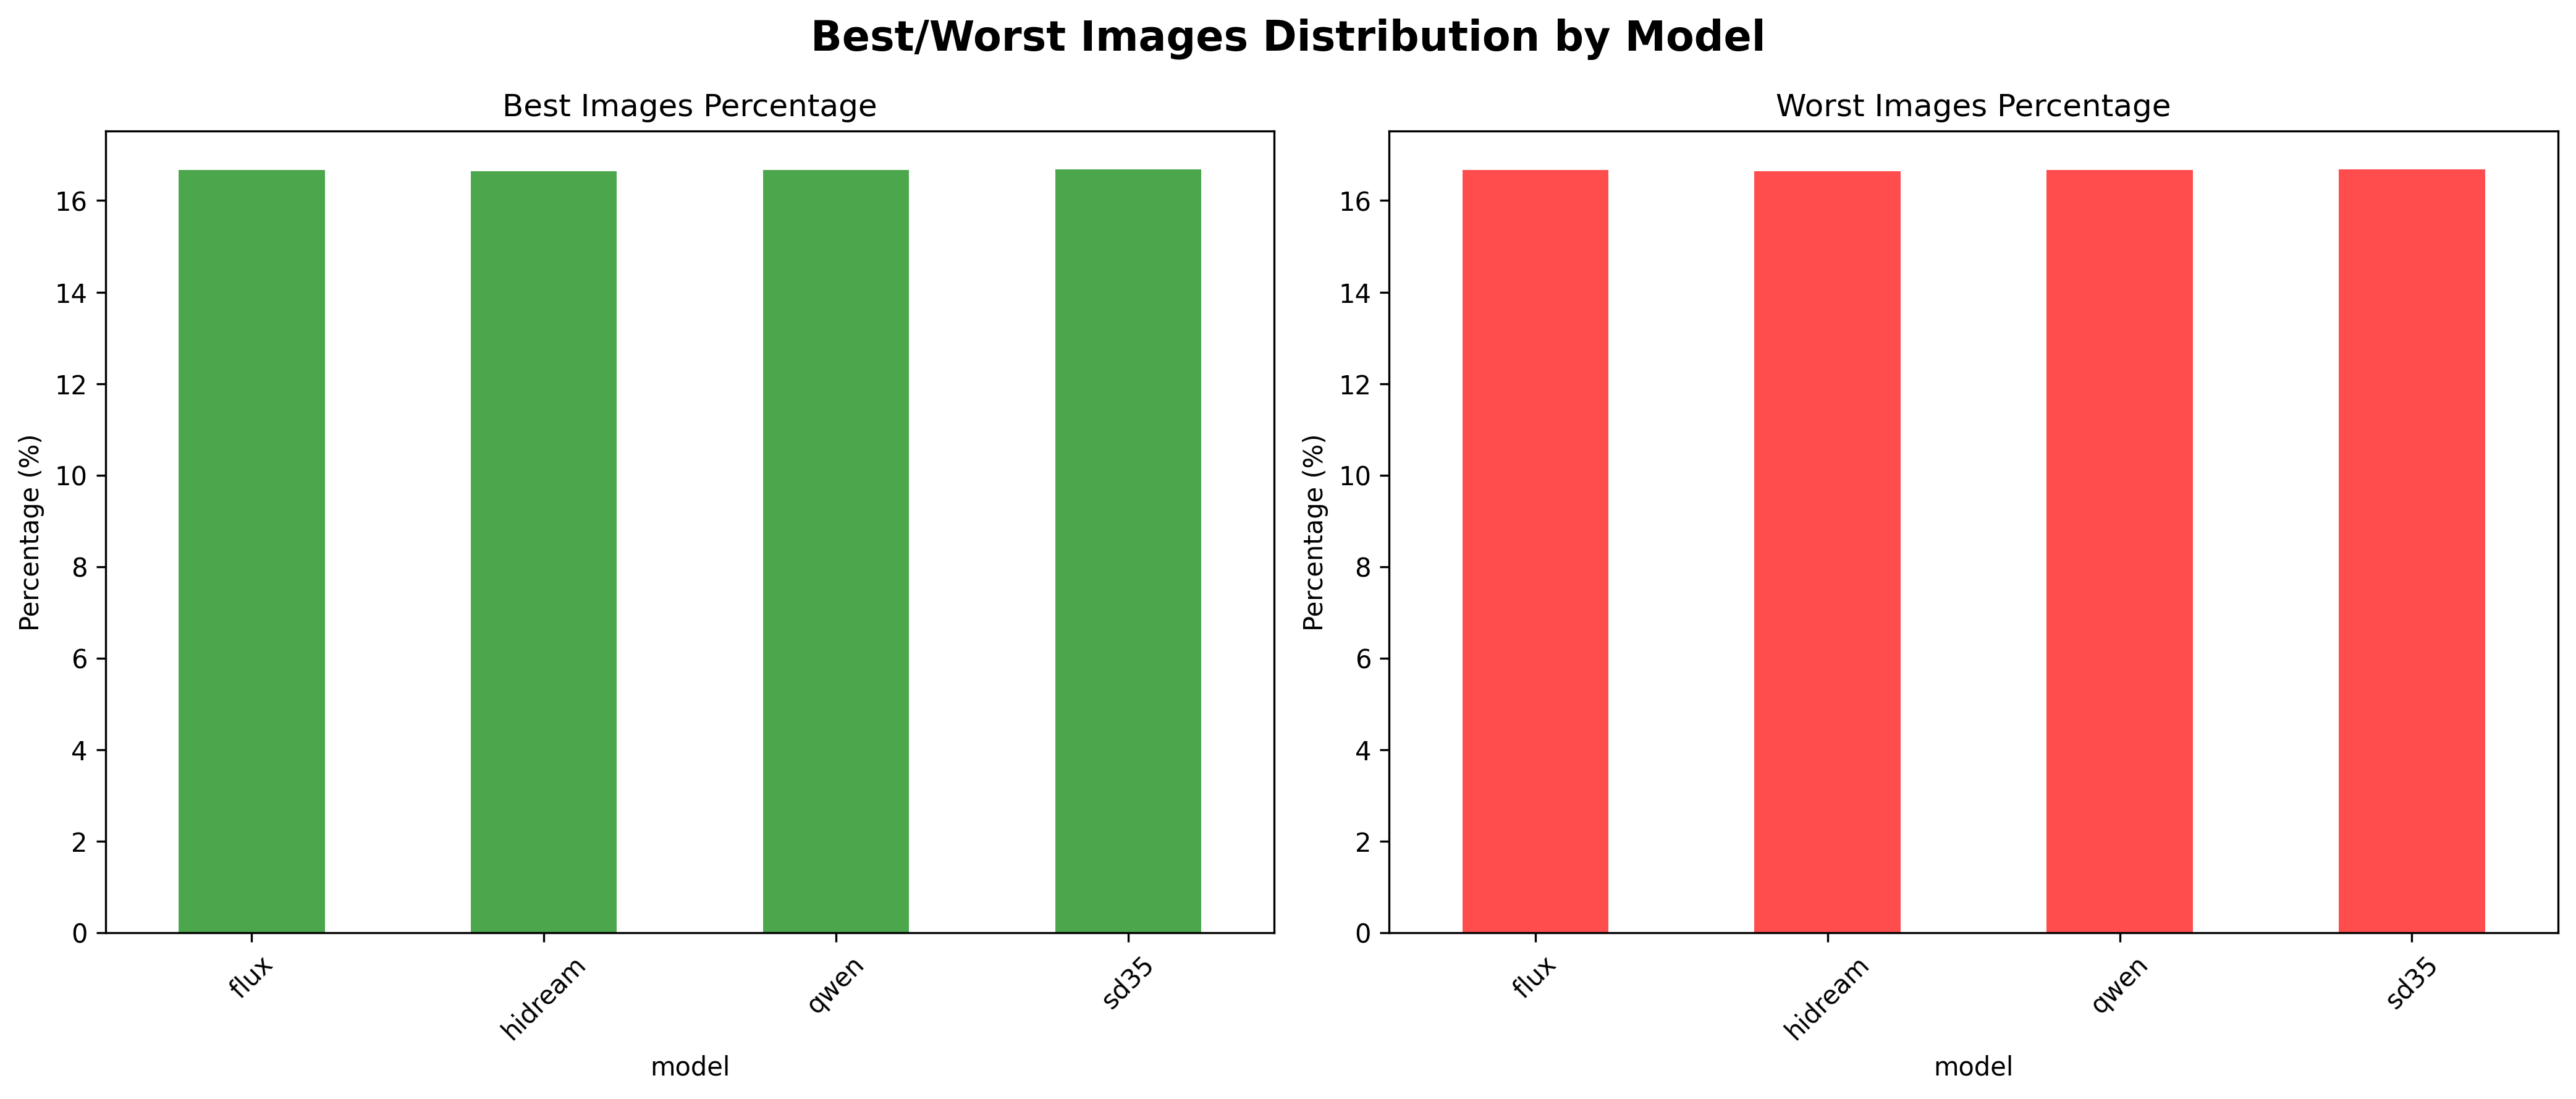 Best/Worst Images Distribution by Model
Best Images Percentage
Percentage (%)
16
14
12
10
8
6
4
2
0
flux
hidream
qwen
sd35
model
Worst Images Percentage
Percentage (%)
16
14
12
10
8
6
4
2
0
flux
hidream
qwen
sd35
model